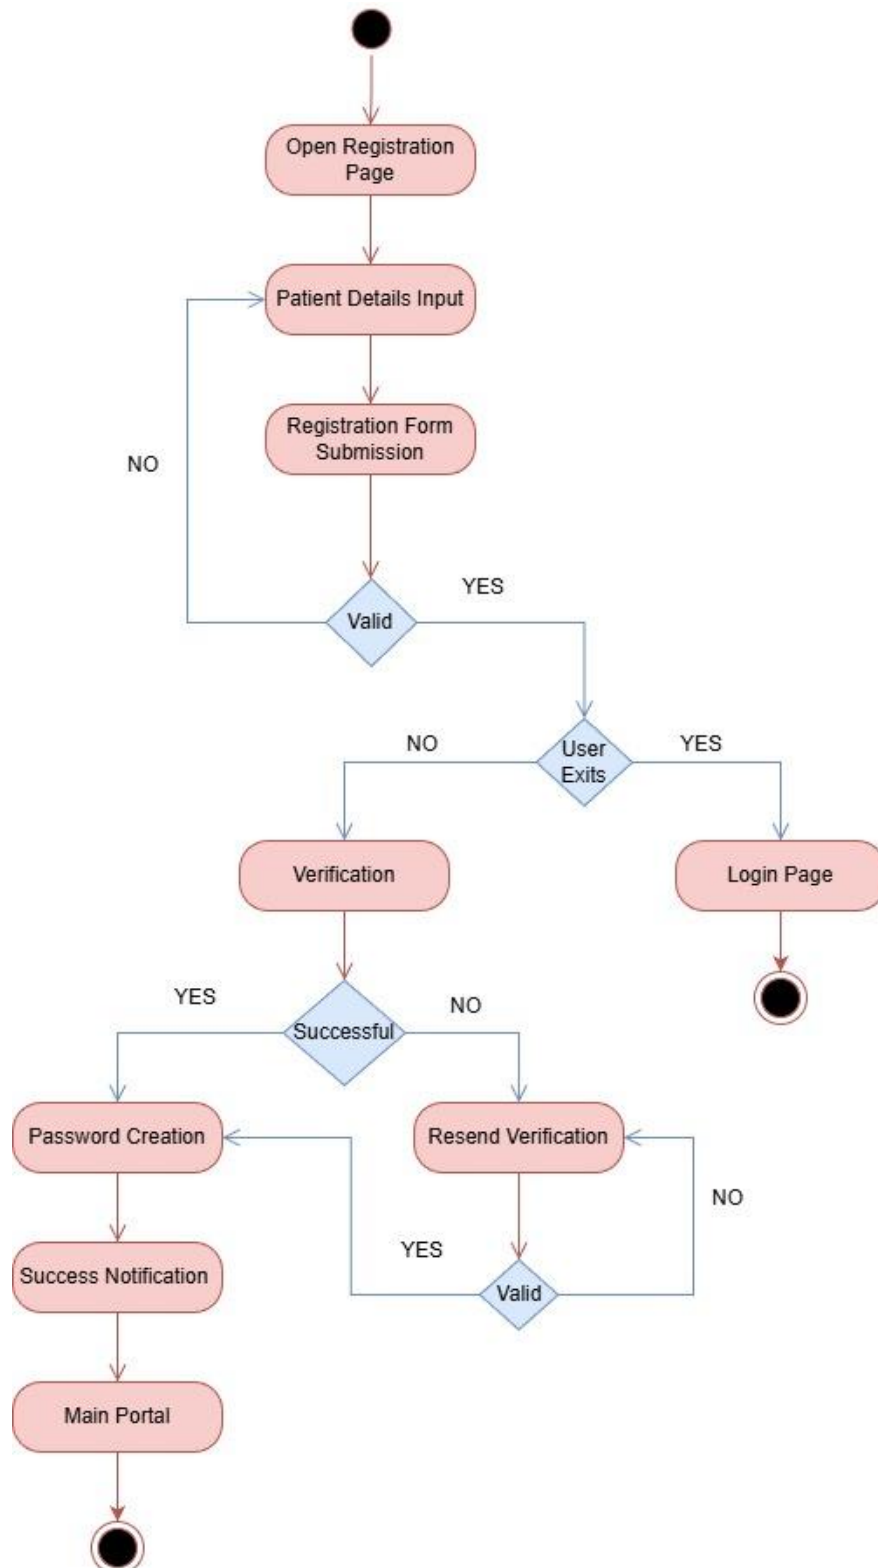 Open Registration
Page
Patient Details Input
Registration Form
Submission
NO
YES
Valid
NO
YES
User
Exits
Verification
Login Page
YES
NO
Successful
Password Creation
Resend Verification
NO
YES
Success Notification
Valid
Main Portal